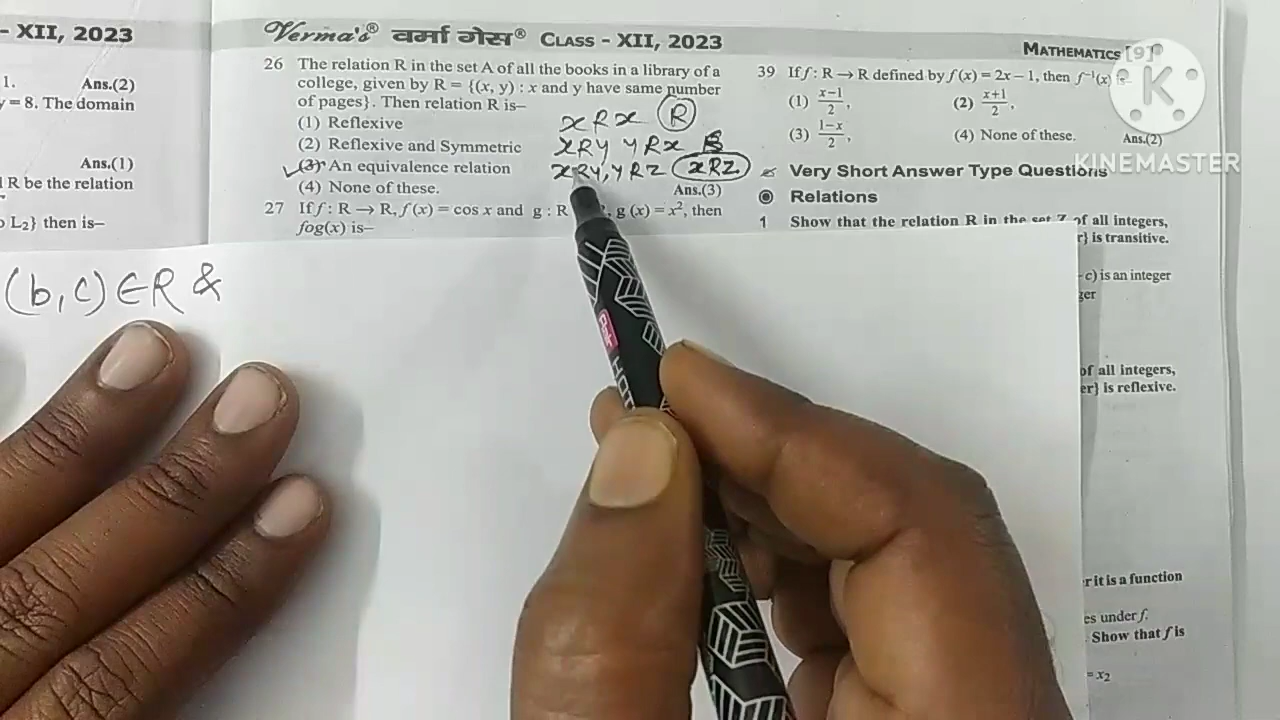 - XII, 2023
1. Ans.(2)
y = 8. The domain
Ans.(1)
R be the relation
L₂} then is–
(b,c) ∈ R &
Verma's® वर्मा गेस® CLASS - XII, 2023
26 The relation R in the set A of all the books in a library of a
college, given by R = {(x, y) : x and y have same number
of pages}. Then relation R is–
(1) Reflexive
(2) Reflexive and Symmetric
(3) An equivalence relation
(4) None of these.
Ans.(3)
xRx R
xRy yRx
xRy, yRz xRz
27 If f : R → R, f(x) = cos x and g : R g(x) = x², then
fog(x) is–
MATHEMATICS [9]
39 If f : R → R defined by f(x) = 2x – 1, then f⁻¹(x)
(1) x–1/2, (2) x+1/2,
(3) 1–x/2, (4) None of these. Ans.(2)
K
KINEMASTER
Very Short Answer Type Questions
Relations
1 Show that the relation R in the set Z of all integers,
r} is transitive.
-c) is an integer
ger
of all integers,
er} is reflexive.
r it is a function
es under f.
Show that f is
= x₂